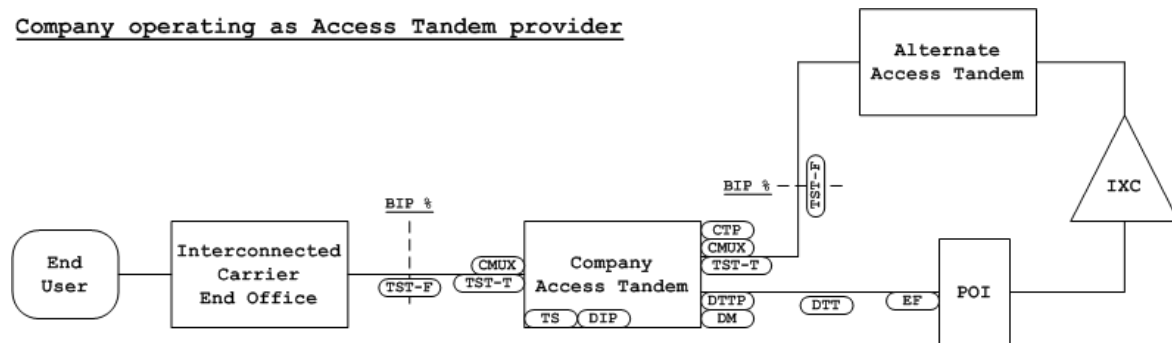 Company operating as Access Tandem provider
Alternate
Access Tandem
TST-F
BIP %
IXC
BIP %
End
User
Interconnected
Carrier
End Office
TST-F
CMUX
TST-T
Company
Access Tandem
TS
DIP
CTP
CMUX
TST-T
DTTP
DM
DTT
EF
POI